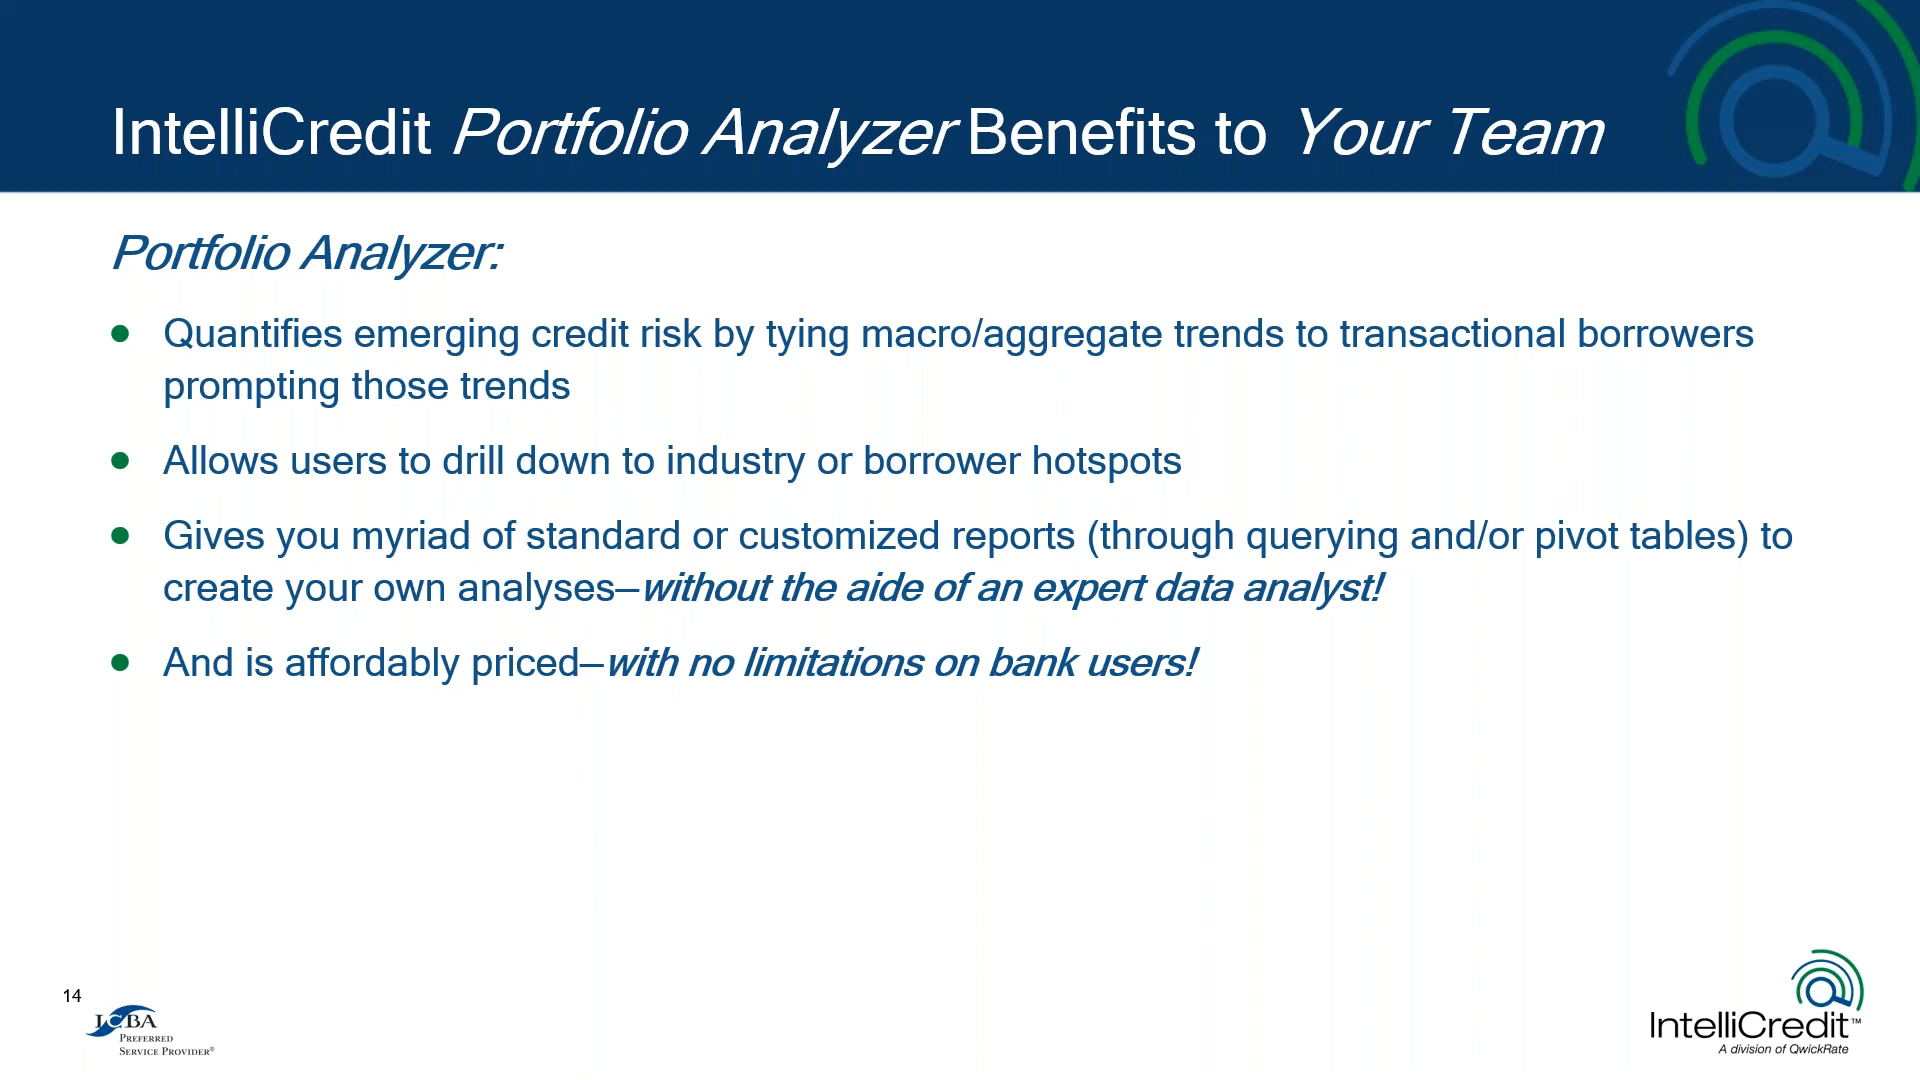 IntelliCredit Portfolio Analyzer Benefits to Your Team
Portfolio Analyzer:
● Quantifies emerging credit risk by tying macro/aggregate trends to transactional borrowers
prompting those trends
● Allows users to drill down to industry or borrower hotspots
● Gives you myriad of standard or customized reports (through querying and/or pivot tables) to
create your own analyses—without the aide of an expert data analyst!
● And is affordably priced—with no limitations on bank users!
14
ICBA
PREFERRED
SERVICE PROVIDER®
IntelliCredit™
A division of QwickRate